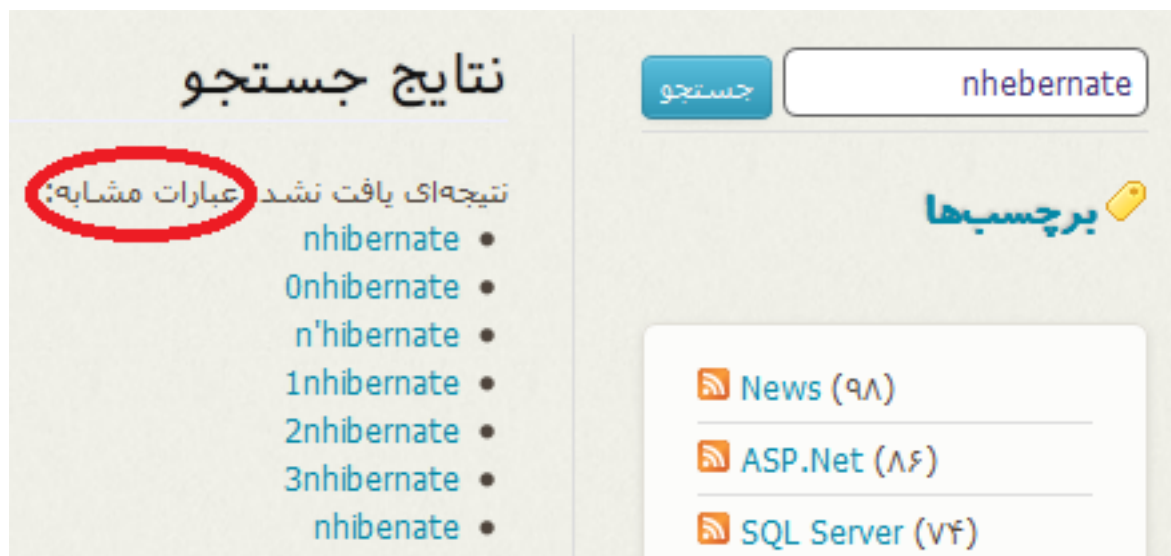 nhebernate
جستجو
برچسب‌ها
News (۹۸)
ASP.Net (۸۶)
SQL Server (۷۴)
نتایج جستجو
نتیجه‌ای یافت نشد. عبارات مشابه:
nhibernate
0nhibernate
n'hibernate
1nhibernate
2nhibernate
3nhibernate
nhibenate